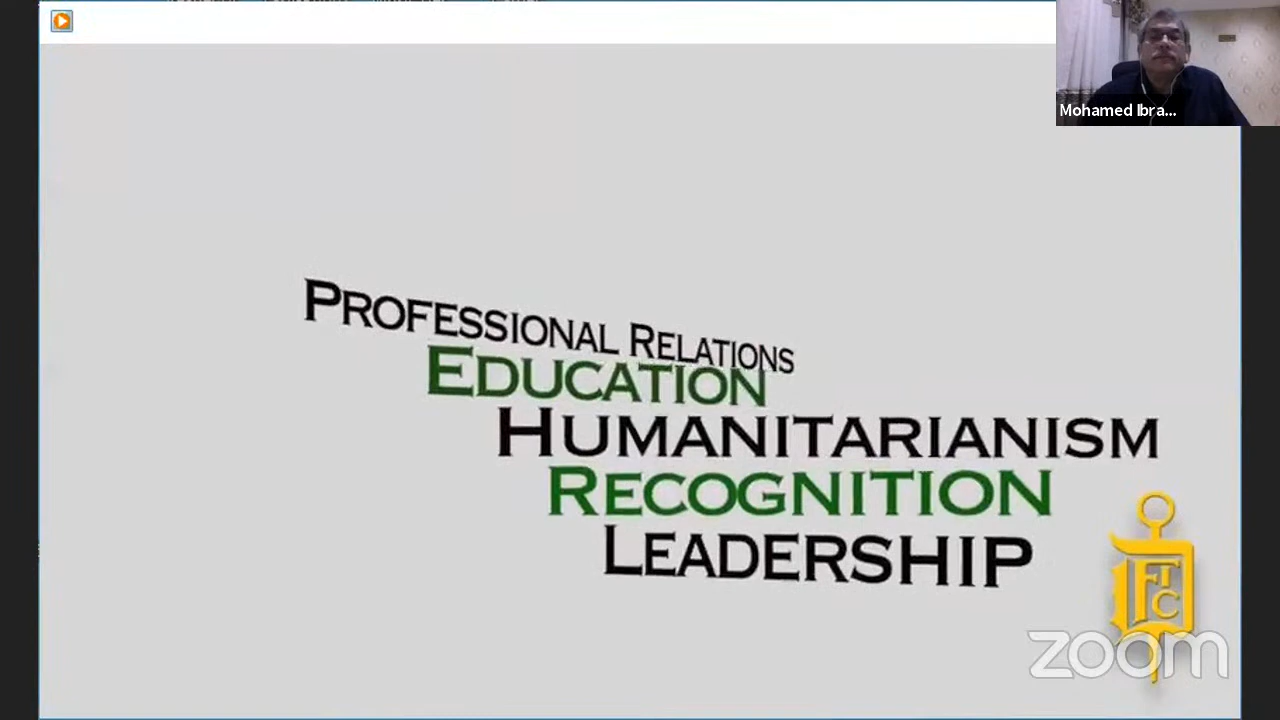 Mohamed Ibra...
PROFESSIONAL RELATIONS
EDUCATION
HUMANITARIANISM
RECOGNITION
LEADERSHIP
FTC
zoom